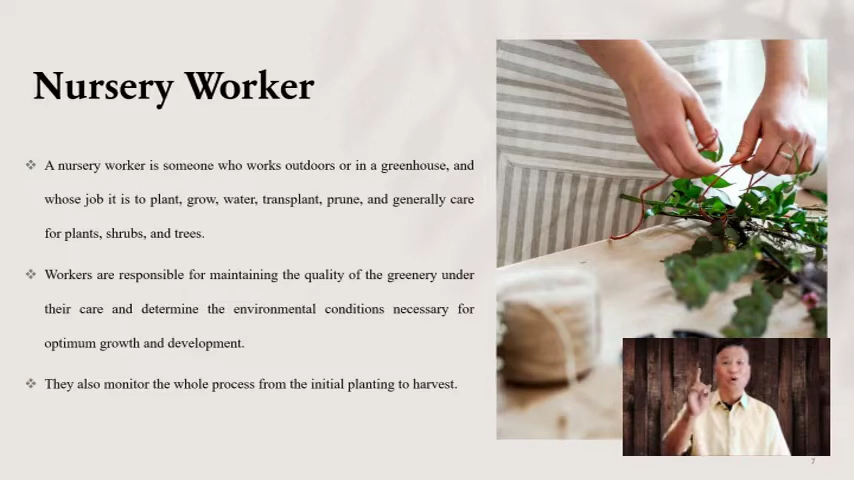 Nursery Worker
A nursery worker is someone who works outdoors or in a greenhouse, and
whose job it is to plant, grow, water, transplant, prune, and generally care
for plants, shrubs, and trees.
Workers are responsible for maintaining the quality of the greenery under
their care and determine the environmental conditions necessary for
optimum growth and development.
They also monitor the whole process from the initial planting to harvest.
7